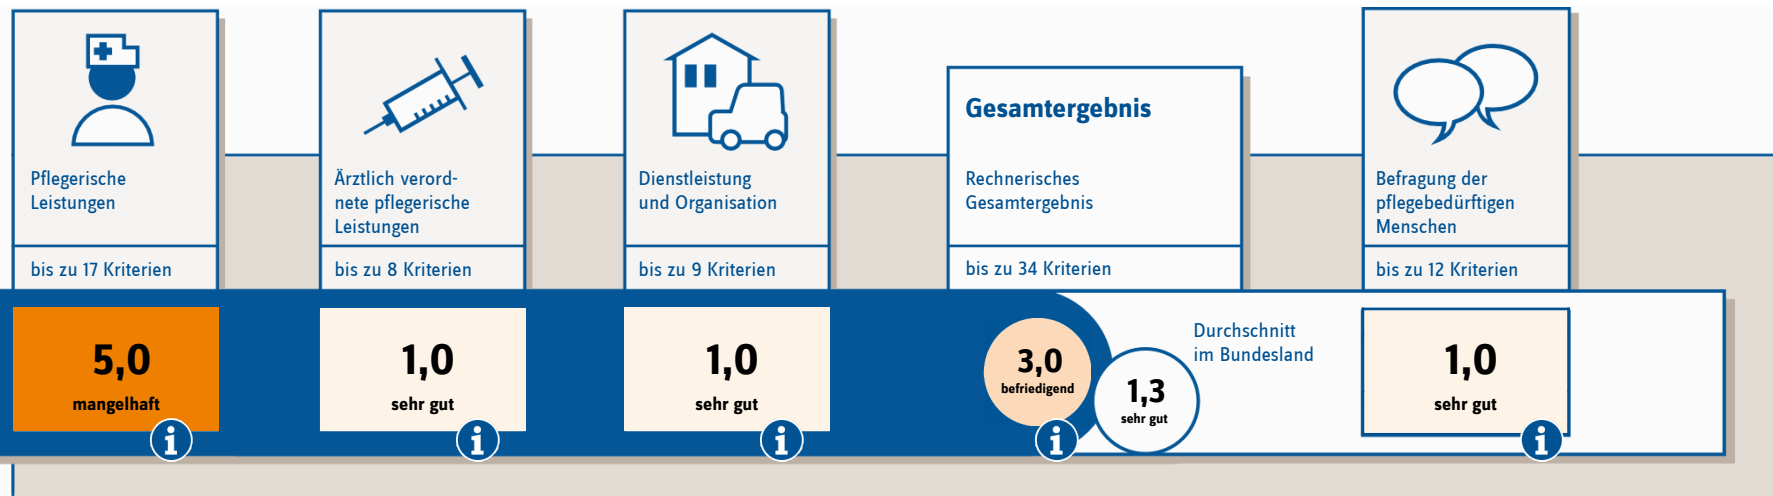 Pflegerische
Leistungen
bis zu 17 Kriterien
5,0
mangelhaft
i
Ärztlich verord-
nete pflegerische
Leistungen
bis zu 8 Kriterien
1,0
sehr gut
i
Dienstleistung
und Organisation
bis zu 9 Kriterien
1,0
sehr gut
i
Gesamtergebnis
Rechnerisches
Gesamtergebnis
bis zu 34 Kriterien
3,0
befriedigend
i
1,3
sehr gut
Durchschnitt
im Bundesland
Befragung der
pflegebedürftigen
Menschen
bis zu 12 Kriterien
1,0
sehr gut
i